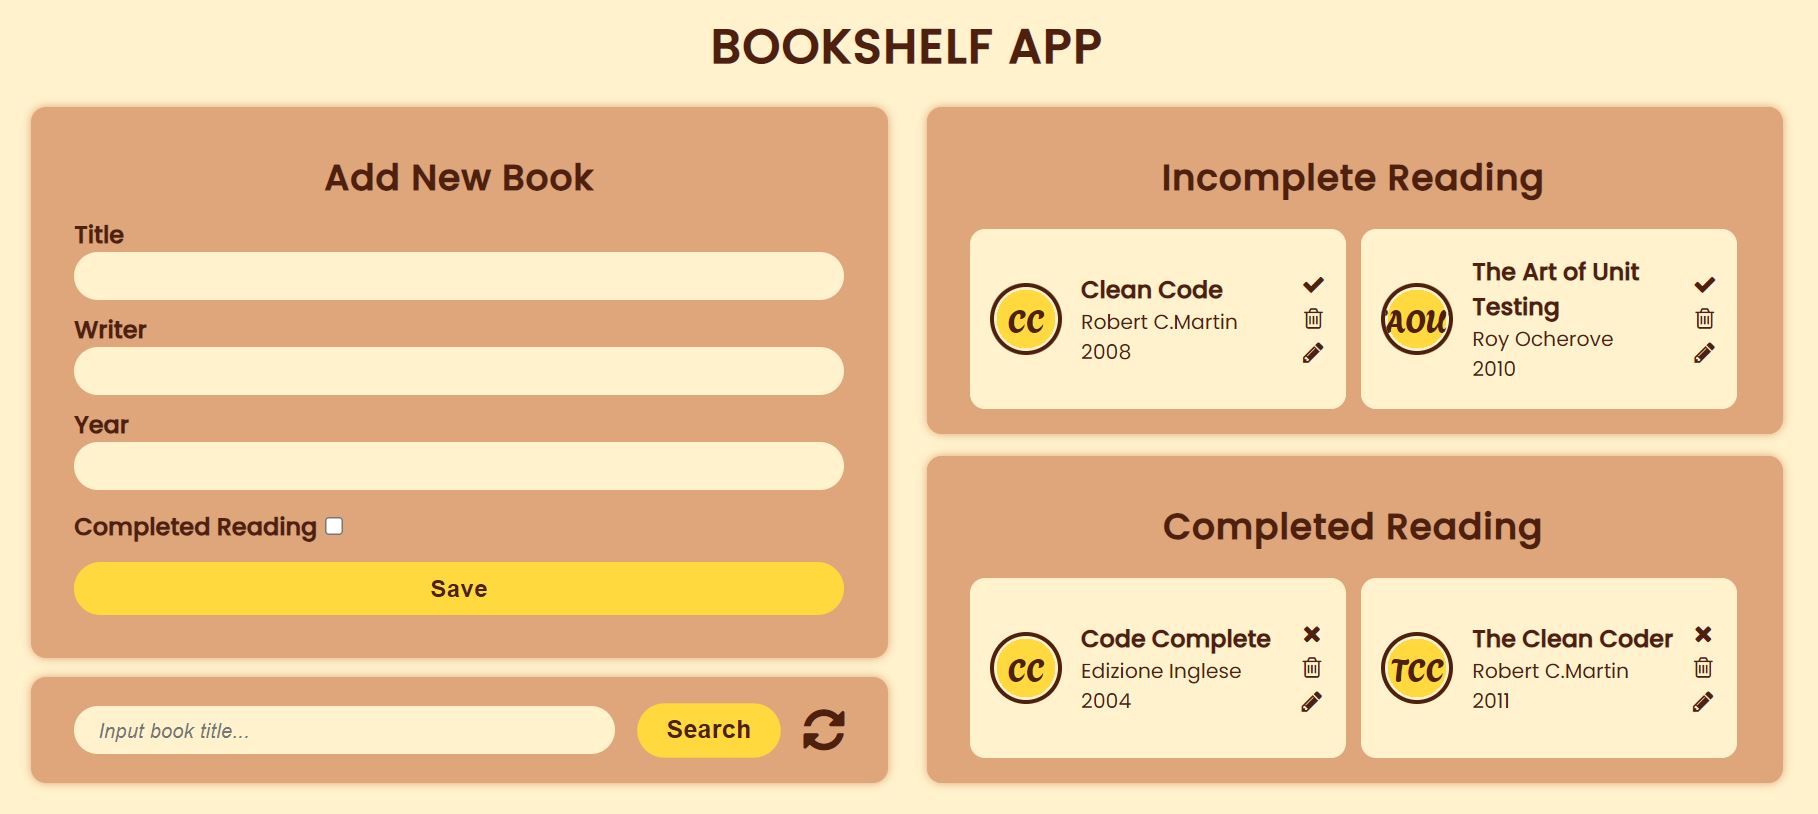 BOOKSHELF APP
Add New Book
Title
Writer
Year
Completed Reading
Save
Input book title...
Search
Incomplete Reading
CC
Clean Code
Robert C.Martin
2008
AOU
The Art of Unit
Testing
Roy Ocherove
2010
Completed Reading
CC
Code Complete
Edizione Inglese
2004
TCC
The Clean Coder
Robert C.Martin
2011